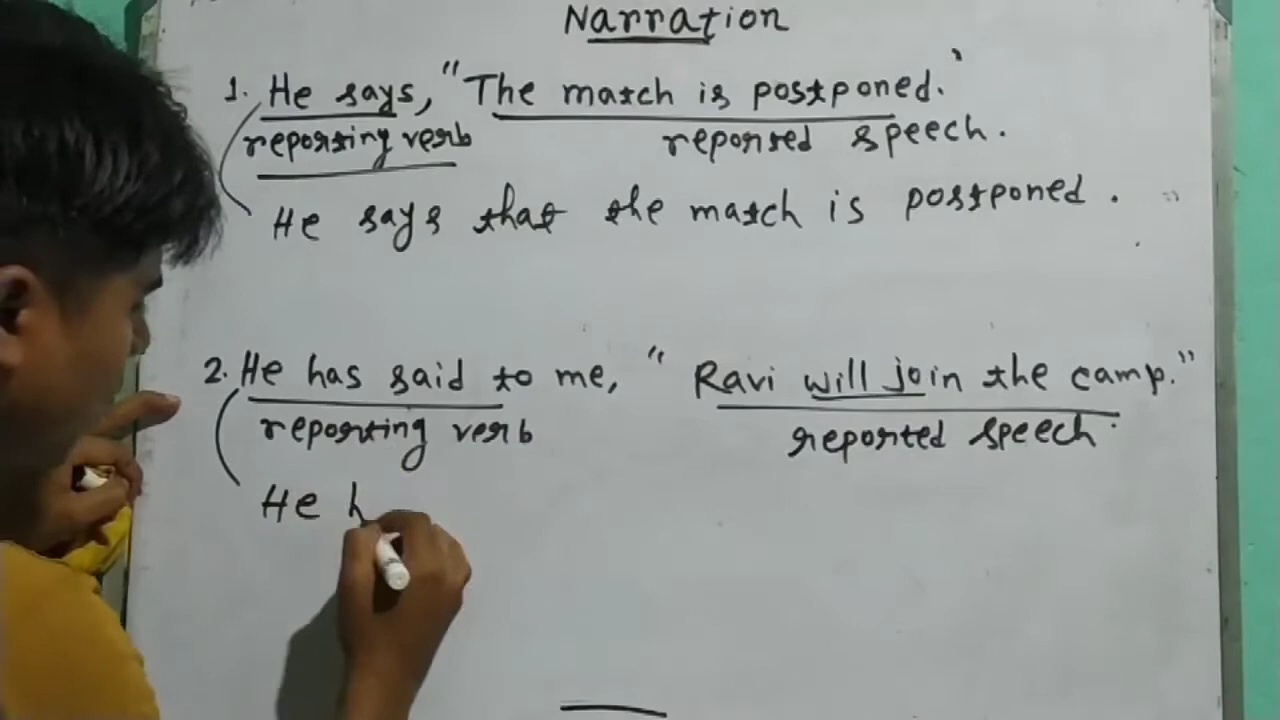 Narration
1. He says, "The match is postponed.'
reporting verb
reported speech.
He says that the match is postponed.
2. He has said to me, " Ravi will join the camp."
reporting verb
reported speech.
He h